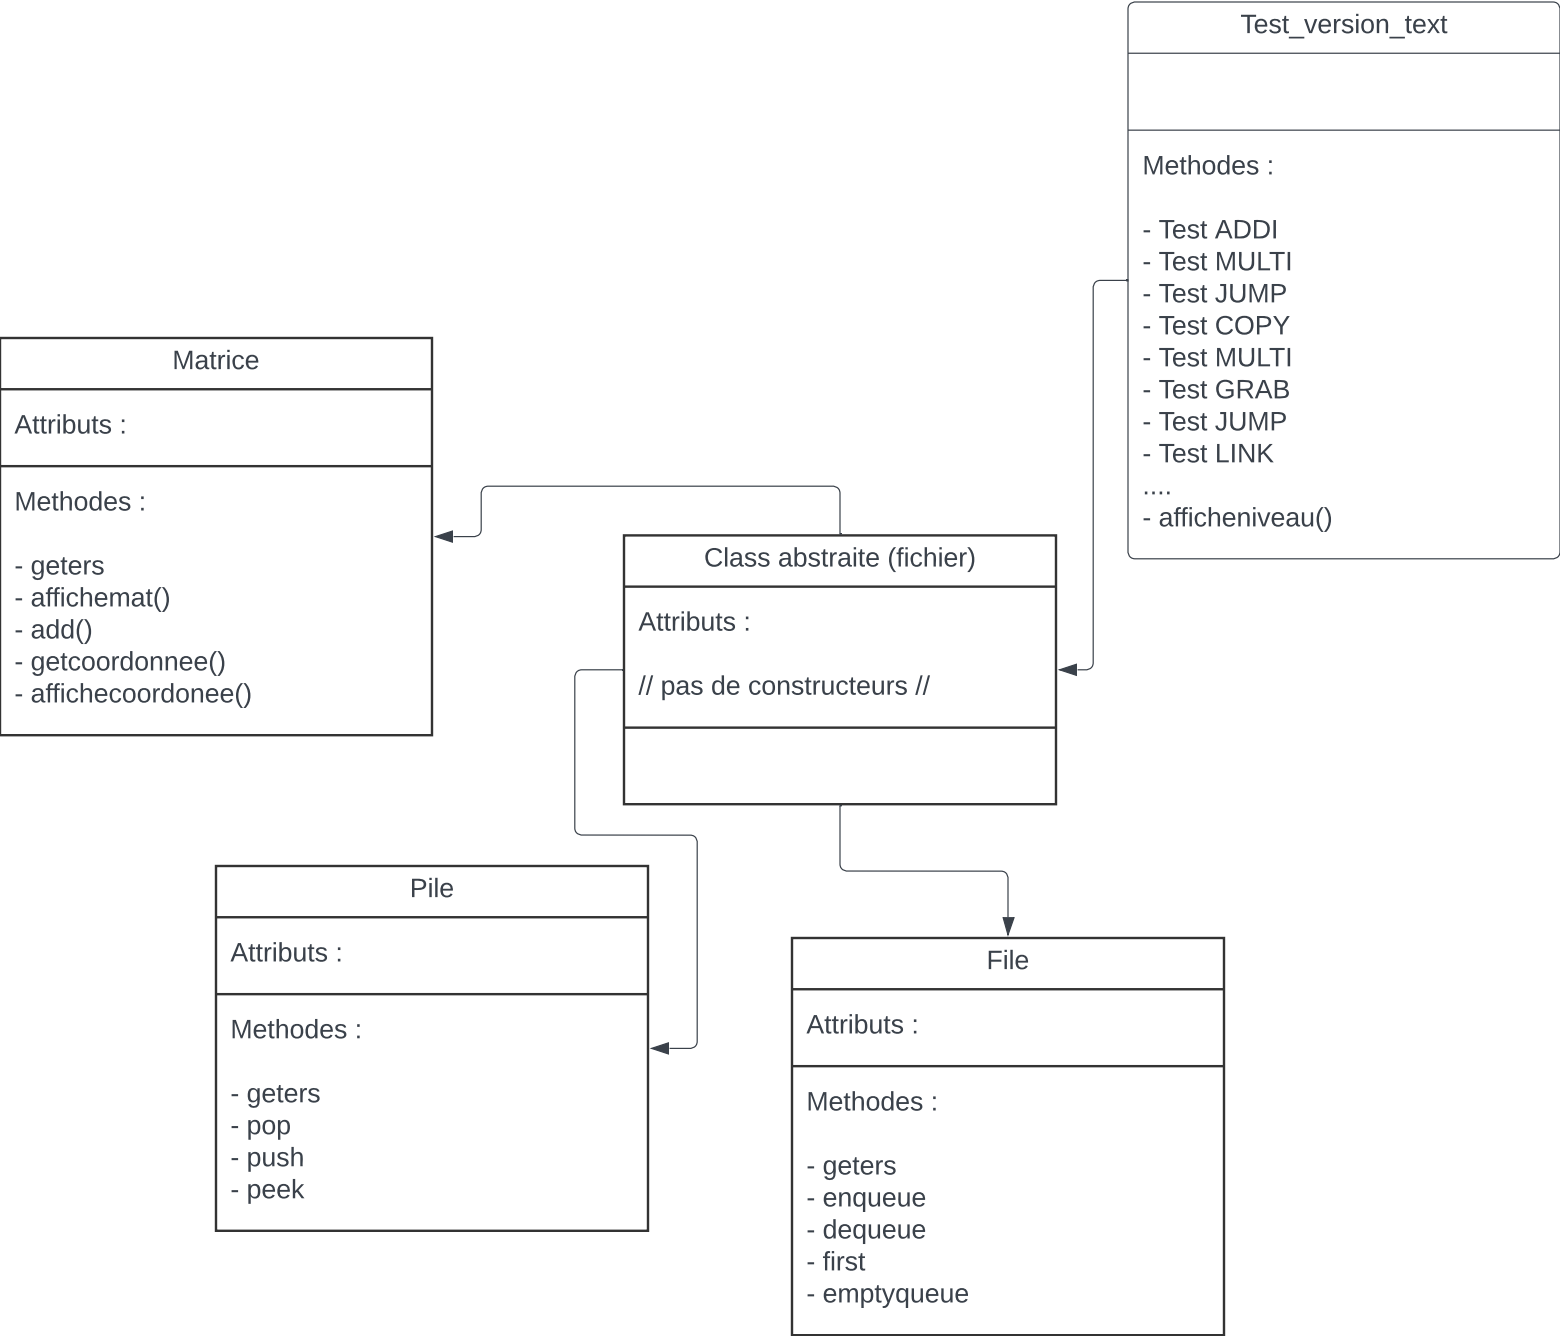 Test_version_text
Methodes :
- Test ADDI
- Test MULTI
- Test JUMP
- Test COPY
- Test MULTI
- Test GRAB
- Test JUMP
- Test LINK
....
- afficheniveau()
Matrice
Attributs :
Methodes :
- geters
- affichemat()
- add()
- getcoordonnee()
- affichecoordonee()
Class abstraite (fichier)
Attributs :
// pas de constructeurs //
Pile
Attributs :
Methodes :
- geters
- pop
- push
- peek
File
Attributs :
Methodes :
- geters
- enqueue
- dequeue
- first
- emptyqueue